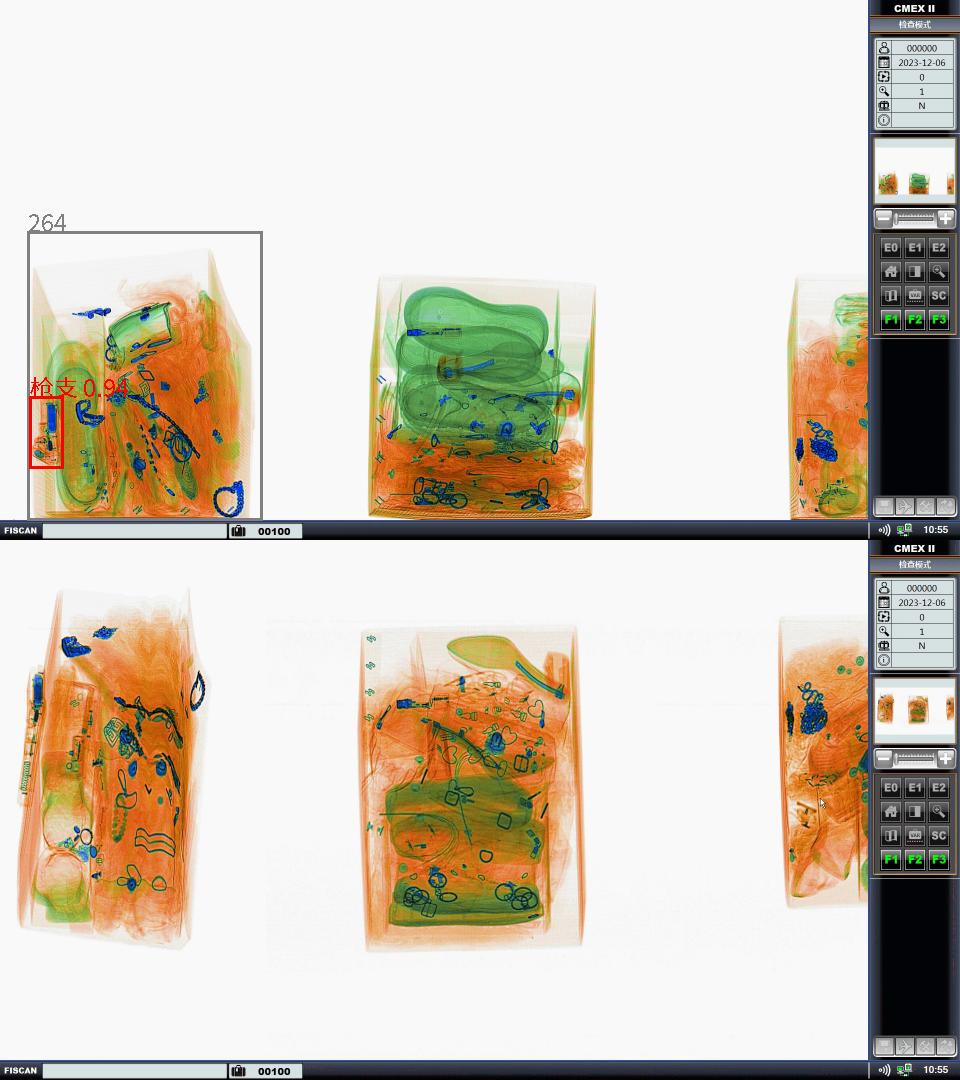 CMEX II
检查模式
000000
2023-12-06
0
1
N
264
枪支 0.94
E0 E1 E2
VAR SC
F1 F2 F3
FISCAN 00100 10:55
CMEX II
检查模式
000000
2023-12-06
0
1
N
E0 E1 E2
VAR SC
F1 F2 F3
FISCAN 00100 10:55